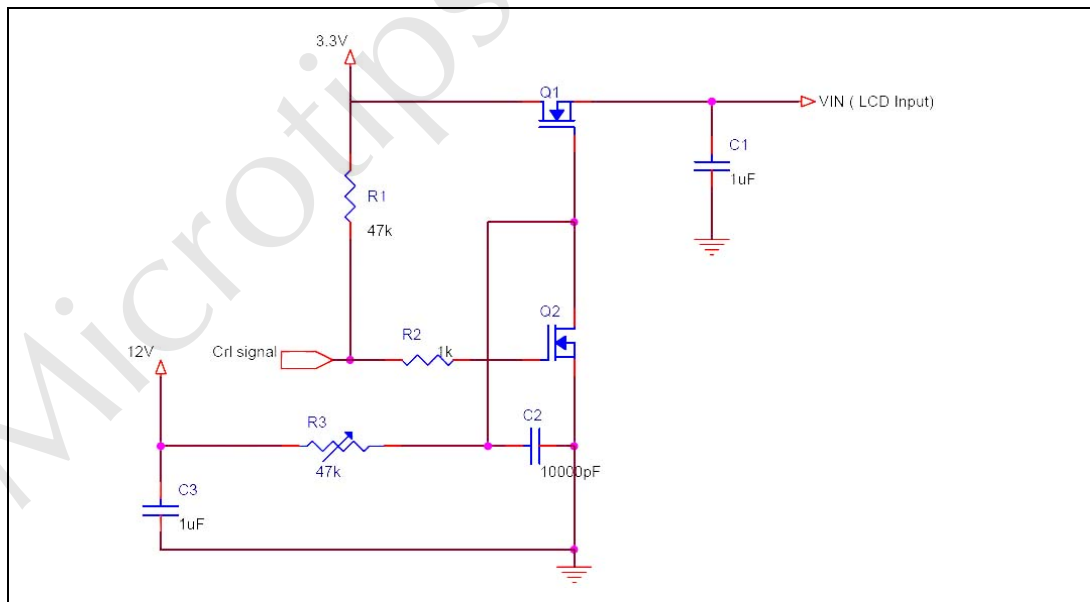 Microtips
3.3V
Q1
VIN ( LCD Input)
C1
1uF
R1
47k
Q2
R2
1k
12V
Crl signal
R3
47k
C2
10000pF
C3
1uF